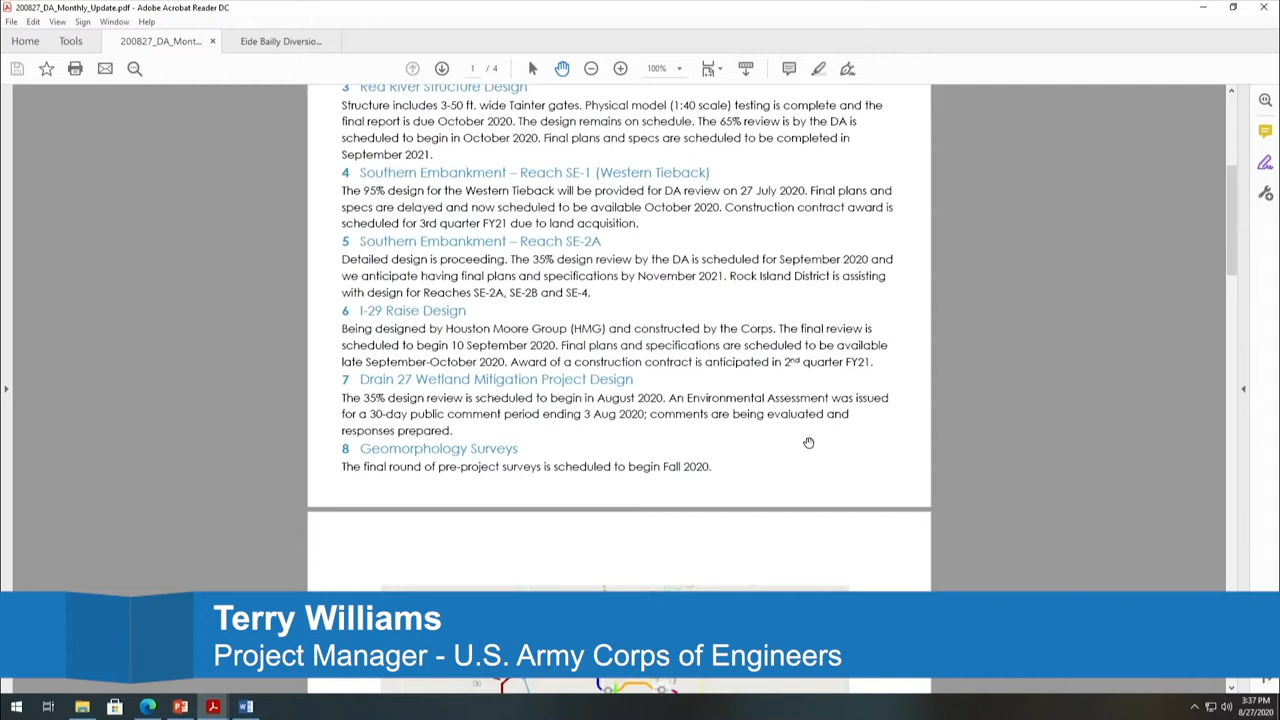 200827_DA_Monthly_Update.pdf - Adobe Acrobat Reader DC
File Edit View Sign Window Help
Home Tools 200827_DA_Mont... × Eide Bailly Diversio...
1 / 4 100%
3 Red River Structure Design
Structure includes 3-50 ft. wide Tainter gates. Physical model (1:40 scale) testing is complete and the
final report is due October 2020. The design remains on schedule. The 65% review is by the DA is
scheduled to begin in October 2020. Final plans and specs are scheduled to be completed in
September 2021.
4 Southern Embankment – Reach SE-1 (Western Tieback)
The 95% design for the Western Tieback will be provided for DA review on 27 July 2020. Final plans and
specs are delayed and now scheduled to be available October 2020. Construction contract award is
scheduled for 3rd quarter FY21 due to land acquisition.
5 Southern Embankment – Reach SE-2A
Detailed design is proceeding. The 35% design review by the DA is scheduled for September 2020 and
we anticipate having final plans and specifications by November 2021. Rock Island District is assisting
with design for Reaches SE-2A, SE-2B and SE-4.
6 I-29 Raise Design
Being designed by Houston Moore Group (HMG) and constructed by the Corps. The final review is
scheduled to begin 10 September 2020. Final plans and specifications are scheduled to be available
late September-October 2020. Award of a construction contract is anticipated in 2nd quarter FY21.
7 Drain 27 Wetland Mitigation Project Design
The 35% design review is scheduled to begin in August 2020. An Environmental Assessment was issued
for a 30-day public comment period ending 3 Aug 2020; comments are being evaluated and
responses prepared.
8 Geomorphology Surveys
The final round of pre-project surveys is scheduled to begin Fall 2020.
Terry Williams
Project Manager - U.S. Army Corps of Engineers
3:37 PM
8/27/2020